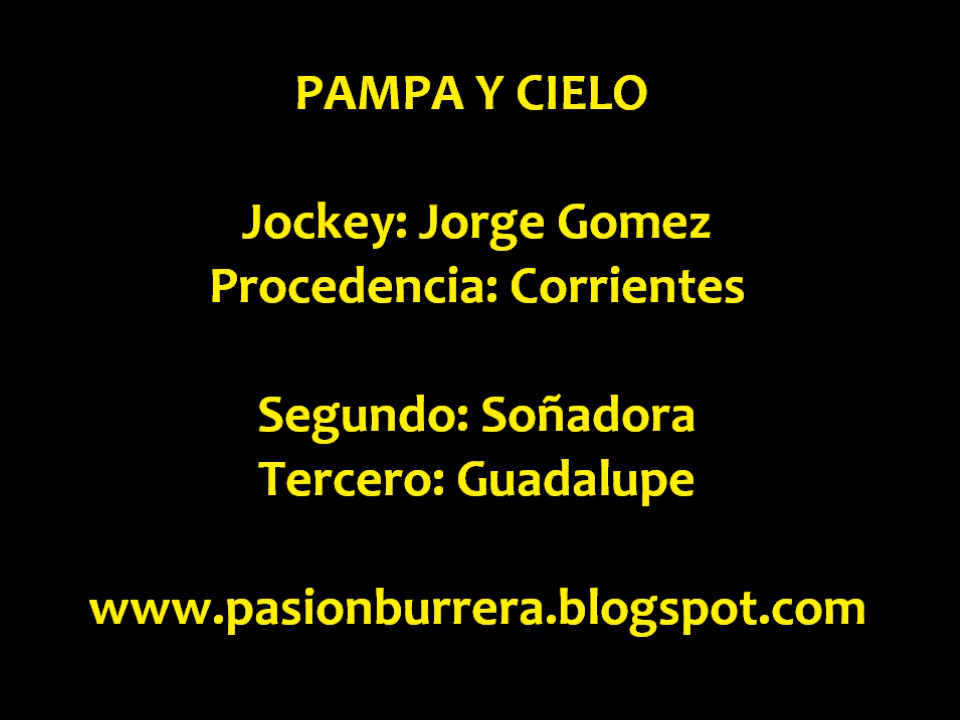 PAMPA Y CIELO
Jockey: Jorge Gomez
Procedencia: Corrientes
Segundo: Soñadora
Tercero: Guadalupe
www.pasionburrera.blogspot.com